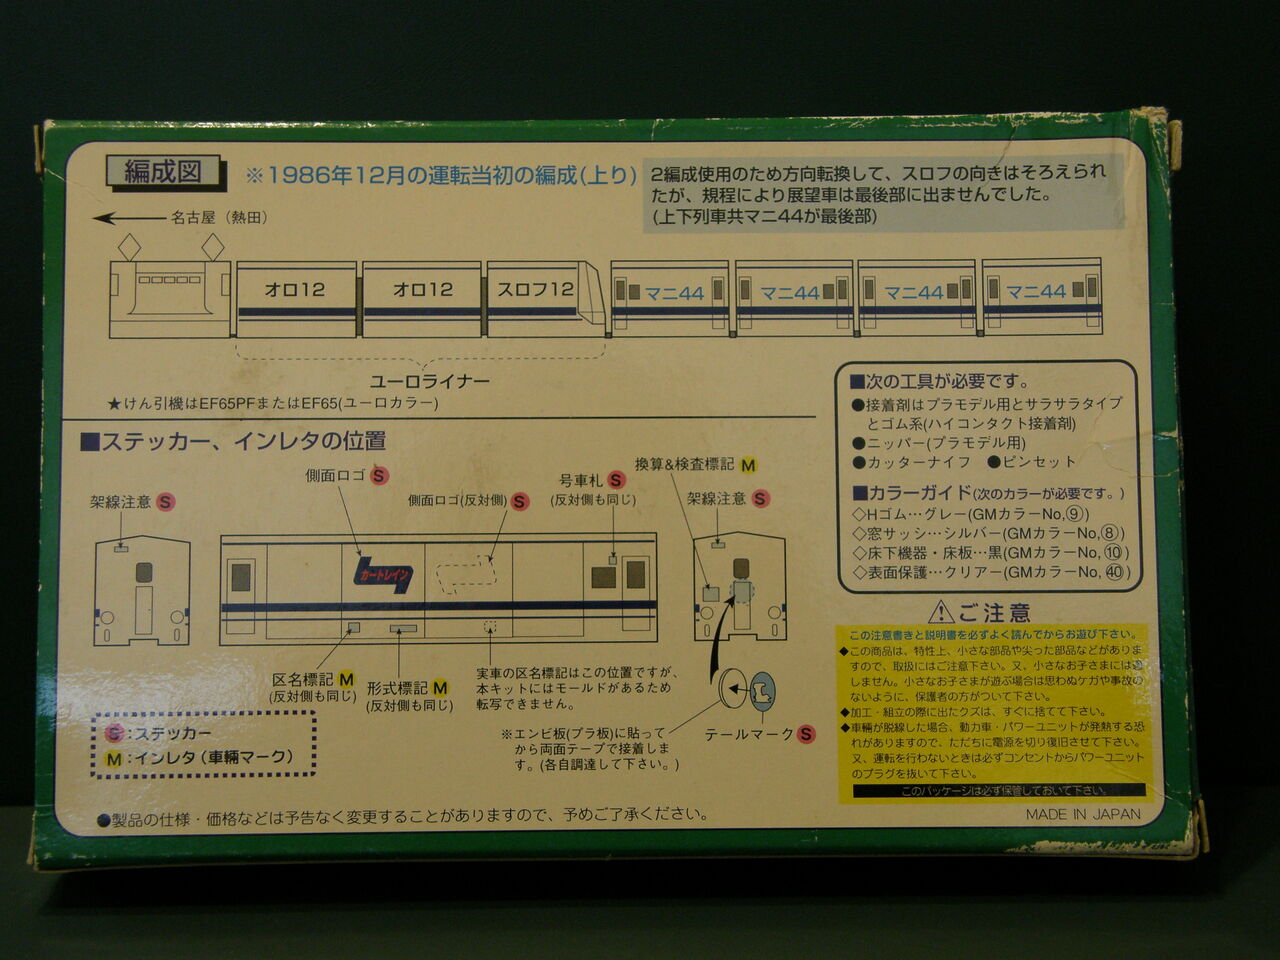 編成図
※1986年12月の運転当初の編成(上り)
2編成使用のため方向転換して、スロフの向きはそろえられ
たが、規程により展望車は最後部に出ませんでした。
(上下列車共マニ44が最後部)
名古屋（熱田）
オロ12 オロ12 スロフ12 マニ44 マニ44 マニ44 マニ44
ユーロライナー
★けん引機はEF65PFまたはEF65(ユーロカラー)
■次の工具が必要です。
●接着剤はプラモデル用とサラサラタイプ
とゴム系(ハイコンタクト接着剤)
●ニッパー(プラモデル用)
●カッターナイフ ●ピンセット
■カラーガイド(次のカラーが必要です。)
◇Hゴム…グレー(GMカラーNo,⑨)
◇窓サッシ…シルバー(GMカラーNo,⑧)
◇床下機器・床板…黒(GMカラーNo,⑩)
◇表面保護…クリアー(GMカラーNo,㊵)
■ステッカー、インレタの位置
架線注意 S
側面ロゴ S
側面ロゴ(反対側) S
号車札 S
(反対側も同じ)
換算&検査標記 M
架線注意 S
カートレイン
区名標記 M
(反対側も同じ)
形式標記 M
(反対側も同じ)
実車の区名標記はこの位置ですが、
本キットにはモールドがあるため
転写できません。
※エンビ板(プラ板)に貼って
から両面テープで接着しま
す。(各自調達して下さい。)
テールマーク S
S:ステッカー
M:インレタ(車輛マーク)
ご注意
この注意書きと説明書を必ずよく読んでからお遊び下さい。
◆この商品は、特性上、小さな部品や尖った部品などがありま
すので、取扱にはご注意下さい。又、小さなお子さまには適
しません。小さなお子さまが遊ぶ場合は思わぬケガや事故の
ないように、保護者の方がついて下さい。
◆加工・組立の際に出たクズは、すぐに捨てて下さい。
◆車輛が脱線した場合、動力車・パワーユニットが発熱する恐
れがありますので、ただちに電源を切り復旧させて下さい。
又、運転を行わないときは必ずコンセントからパワーユニット
のプラグを抜いて下さい。
このパッケージは必ず保管しておいて下さい。
●製品の仕様・価格などは予告なく変更することがありますので、予めご了承ください。
MADE IN JAPAN